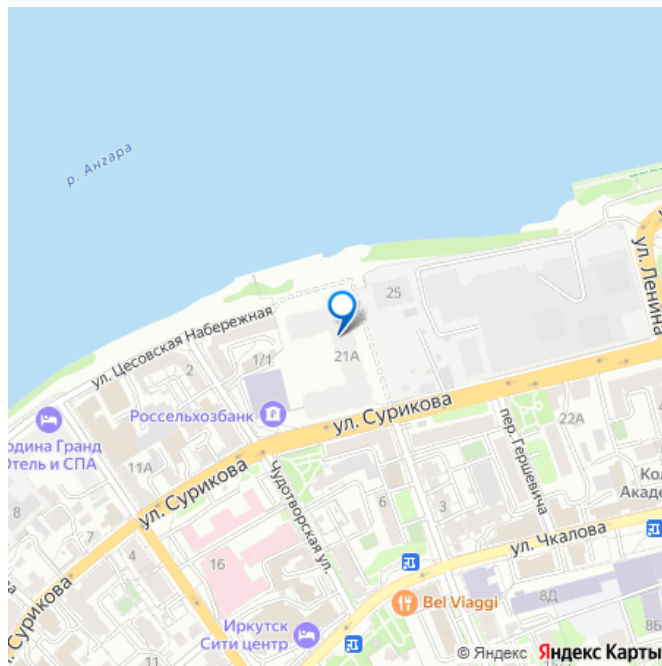 р. Ангара
ул. Ленина
25
ул. Цесовская Набережная
21А
2
1/1
Россельхозбанк
ул. Сурикова
22А
одина Гранд
Отель и СПА
11А
пер. Гершевича
Кол
Акаде
8
ул. Сурикова
Чудотворская ул.
6
3
7
4
ул. Чкалова
16
8Д
Bel Viaggi
Иркутск
Сити центр
8Б
. Сурикова
11
© Яндекс Яндекс Карты